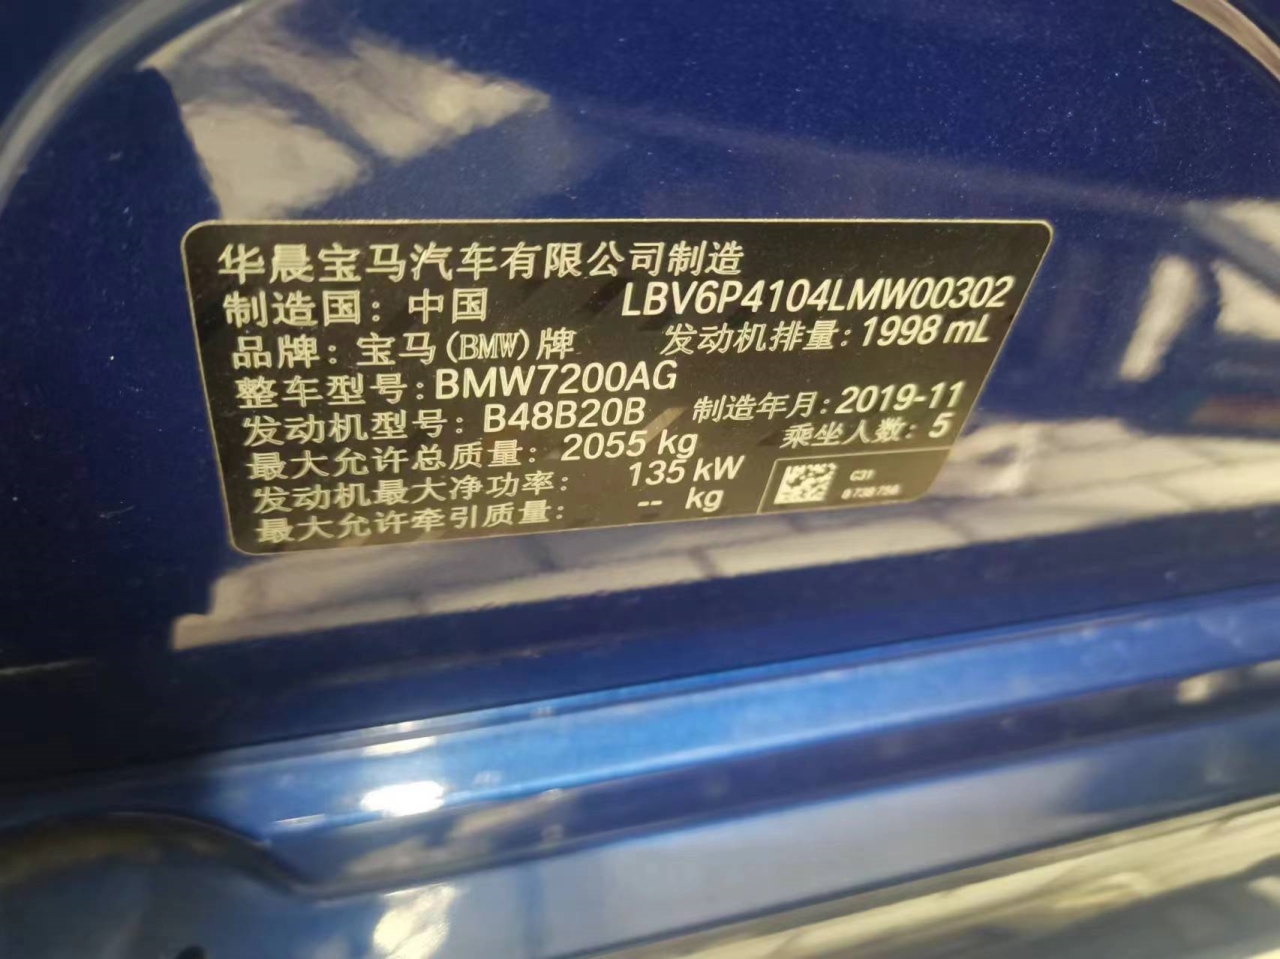 华晨宝马汽车有限公司制造
制造国：中国 LBV6P4104LMW00302
品牌：宝马(BMW)牌 发动机排量：1998 mL
整车型号：BMW7200AG
发动机型号：B48B20B 制造年月：2019-11
最大允许总质量：2055 kg 乘坐人数：5
发动机最大净功率：135 kW
最大允许牵引质量：-- kg
C31